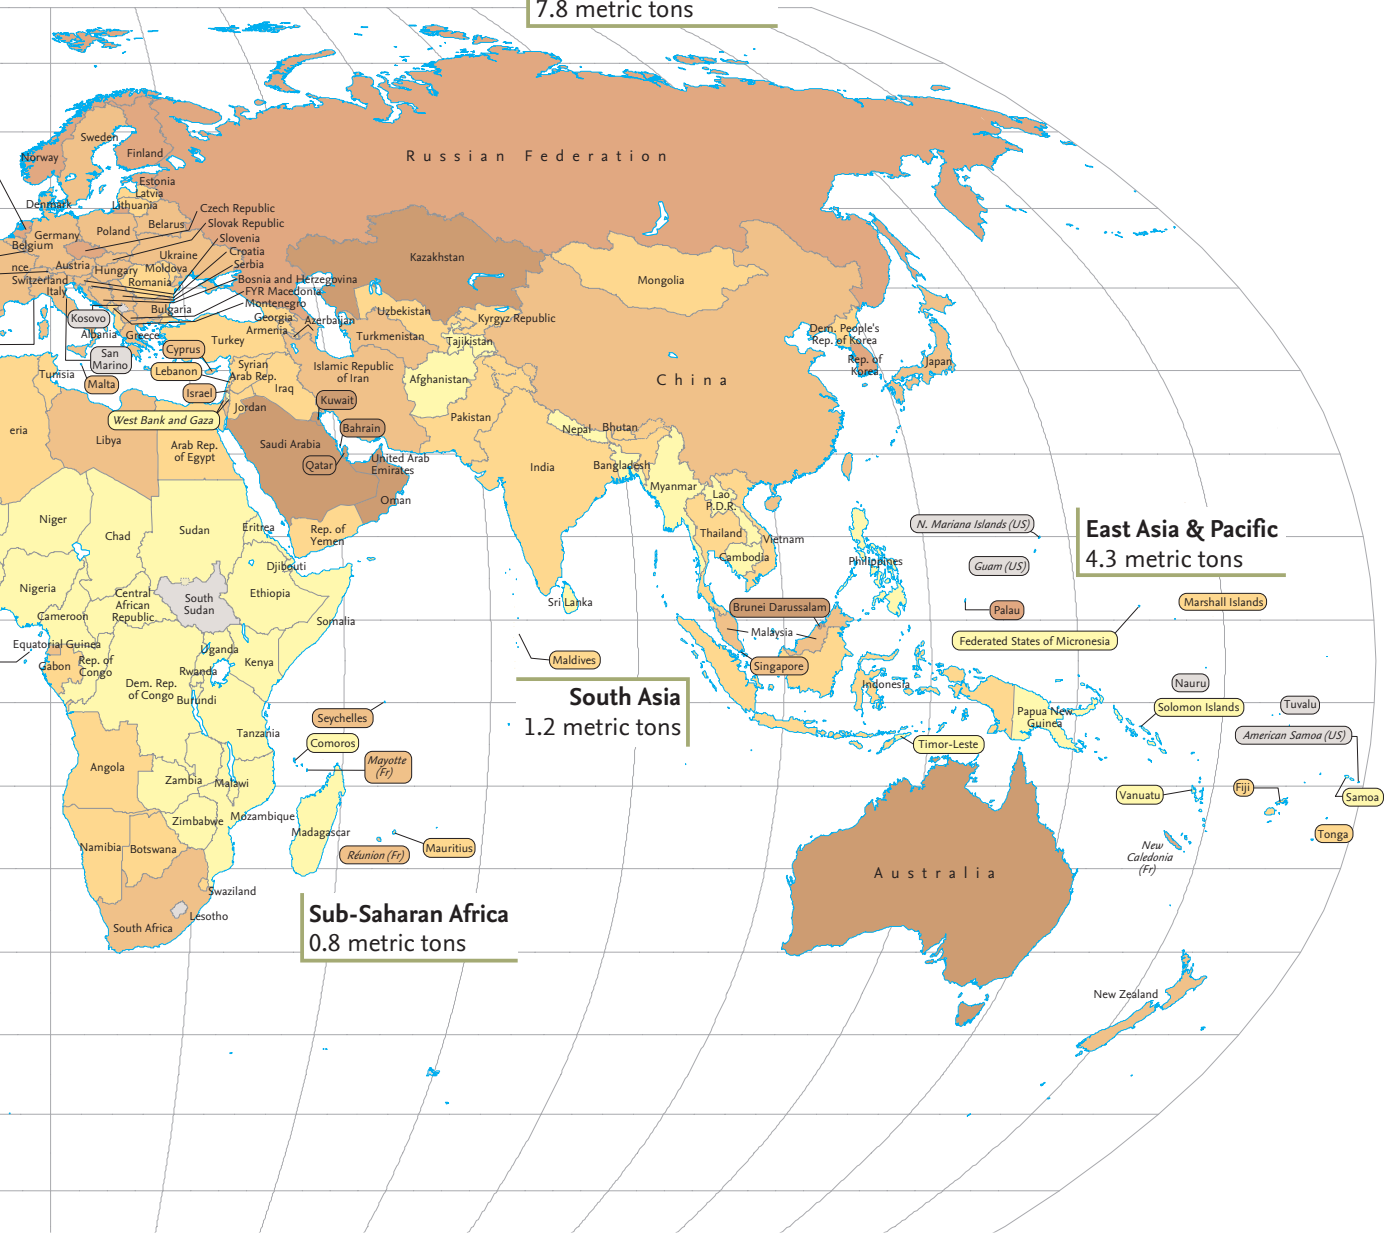 7.8 metric tons
Sweden
Norway
Finland
Russian Federation
Estonia
Latvia
Denmark
Lithuania
Czech Republic
Slovak Republic
Belarus
Poland
Germany
Slovenia
Belgium
Croatia
Ukraine
Serbia
nce
Austria
Hungary
Moldova
Switzerland
Romania
Bosnia and Herzegovina
Italy
FYR Macedonia
Montenegro
Bulgaria
Kosovo
Georgia
Azerbaijan
Armenia
Albania
Greece
Turkey
Kazakhstan
Mongolia
Uzbekistan
Kyrgyz Republic
Turkmenistan
Tajikistan
Dem. People's
Rep. of Korea
Rep. of
Korea
Japan
China
San
Marino
Cyprus
Lebanon
Syrian
Arab Rep.
Islamic Republic
of Iran
Afghanistan
Tunisia
Malta
Israel
Iraq
Kuwait
Jordan
West Bank and Gaza
Pakistan
Bahrain
Nepal
Bhutan
eria
Libya
Arab Rep.
of Egypt
Saudi Arabia
Qatar
United Arab
Emirates
India
Bangladesh
Myanmar
Lao
P.D.R.
Oman
Niger
Chad
Sudan
Eritrea
Rep. of
Yemen
Thailand
Vietnam
Cambodia
Philippines
N. Mariana Islands (US)
East Asia & Pacific
4.3 metric tons
Guam (US)
Djibouti
Nigeria
Central
African
Republic
South
Sudan
Ethiopia
Sri Lanka
Brunei Darussalam
Palau
Marshall Islands
Cameroon
Somalia
Malaysia
Federated States of Micronesia
Equatorial Guinea
Uganda
Gabon
Rep. of
Congo
Kenya
Rwanda
Maldives
Singapore
Dem. Rep.
of Congo
Burundi
South Asia
1.2 metric tons
Indonesia
Nauru
Papua New
Guinea
Solomon Islands
Tuvalu
Seychelles
Tanzania
Comoros
Timor-Leste
American Samoa (US)
Angola
Mayotte
(Fr)
Zambia
Malawi
Vanuatu
Fiji
Samoa
Zimbabwe
Mozambique
Madagascar
Tonga
Namibia
Botswana
Réunion (Fr)
Mauritius
New
Caledonia
(Fr)
Australia
Swaziland
Lesotho
South Africa
Sub-Saharan Africa
0.8 metric tons
New Zealand